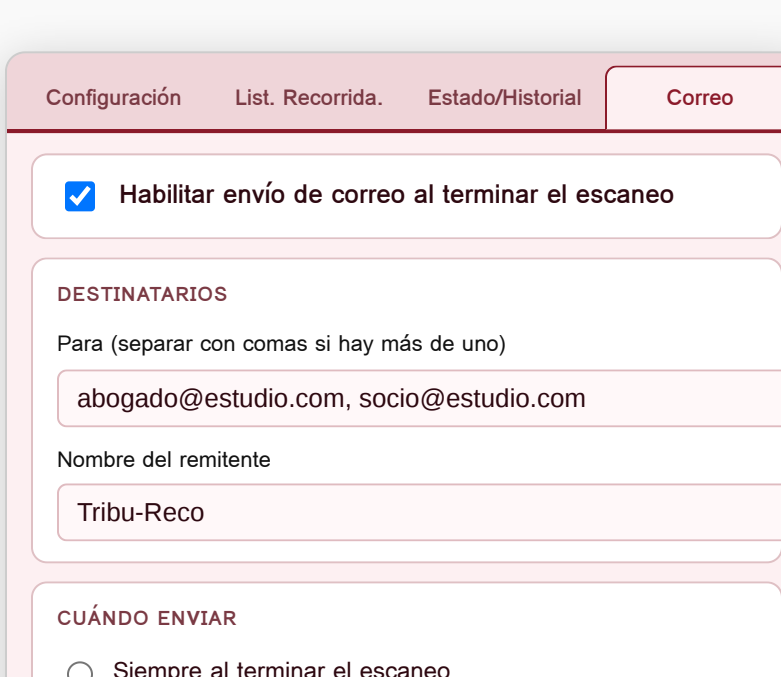 Configuración List. Recorrida. Estado/Historial Correo
Habilitar envío de correo al terminar el escaneo
DESTINATARIOS
Para (separar con comas si hay más de uno)
abogado@estudio.com, socio@estudio.com
Nombre del remitente
Tribu-Reco
CUÁNDO ENVIAR
Siempre al terminar el escaneo